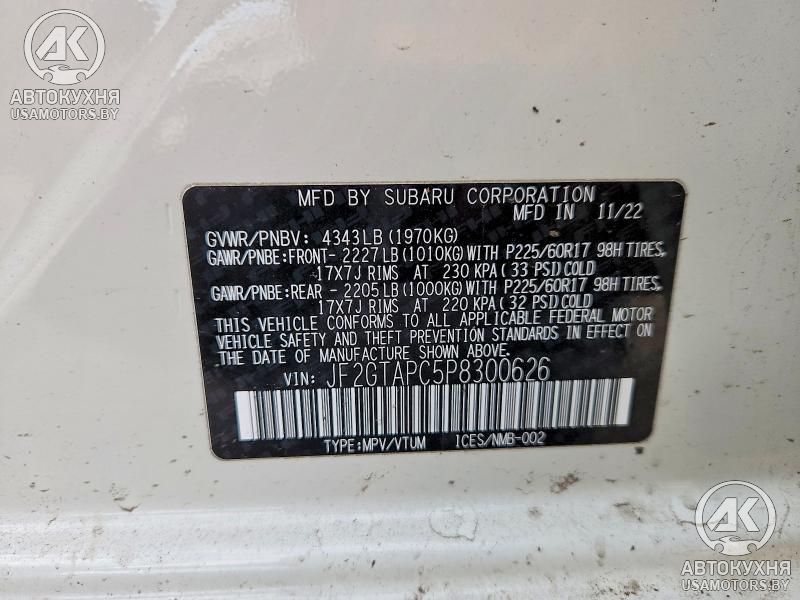 AK
АВТОКУХНЯ
USAMOTORS.BY
MFD BY SUBARU CORPORATION
MFD IN 11/22
GVWR/PNBV: 4343LB (1970KG)
GAWR/PNBE:FRONT- 2227LB (1010KG) WITH P225/60R17 98H TIRES,
17X7J RIMS AT 230 KPA (33 PSI) COLD
GAWR/PNBE:REAR - 2205LB (1000KG) WITH P225/60R17 98H TIRES,
17X7J RIMS AT 220 KPA (32 PSI) COLD
THIS VEHICLE CONFORMS TO ALL APPLICABLE FEDERAL MOTOR
VEHICLE SAFETY AND THEFT PREVENTION STANDARDS IN EFFECT ON
THE DATE OF MANUFACTURE SHOWN ABOVE.
VIN: JF2GTAPC5P8300626
TYPE:MPV/VTUM ICES/NMB-002
AK
АВТОКУХНЯ
USAMOTORS.BY